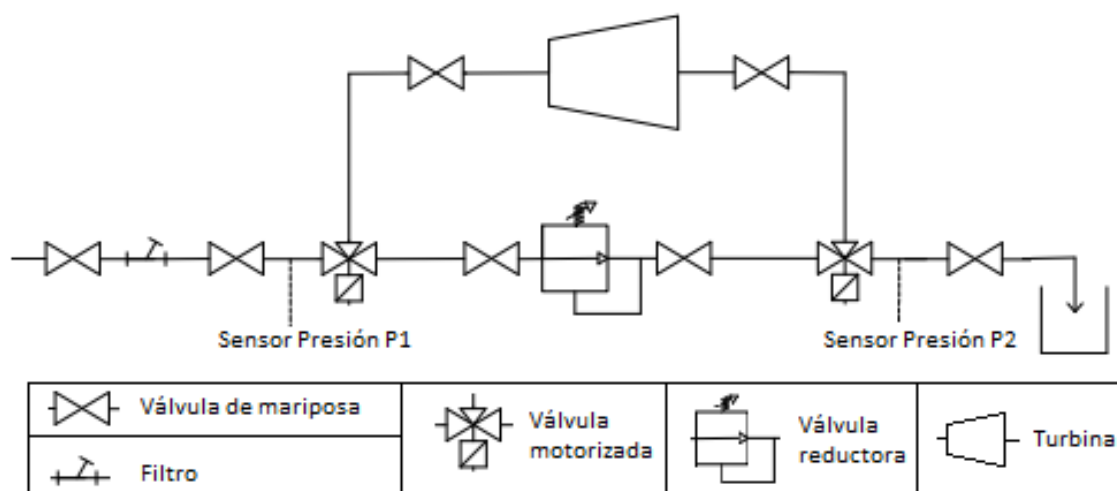 Sensor Presión P1
Sensor Presión P2
Válvula de mariposa
Filtro
Válvula
motorizada
Válvula
reductora
Turbina